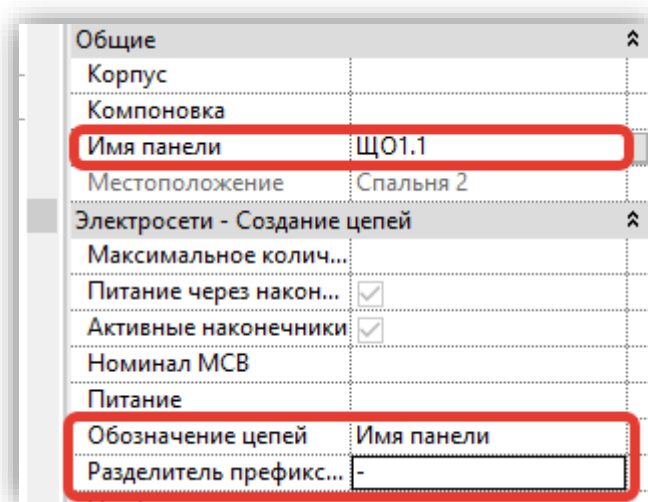 Общие
Корпус
Компоновка
Имя панели ЩО1.1
Местоположение Спальня 2
Электросети - Создание цепей
Максимальное колич...
Питание через након...
Активные наконечники
Номинал MCB
Питание
Обозначение цепей Имя панели
Разделитель префикс... -